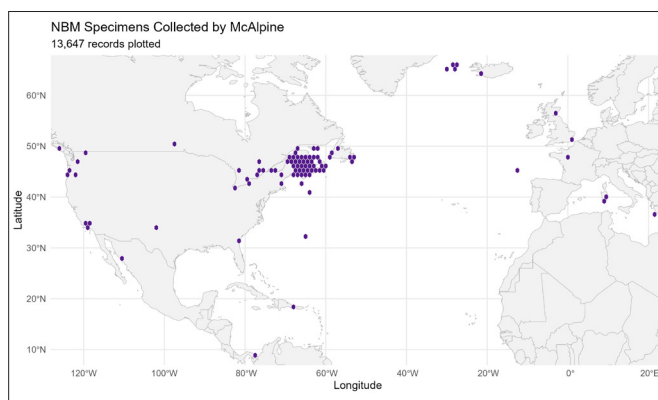 NBM Specimens Collected by McAlpine
13,647 records plotted
60°N
50°N
40°N
30°N
20°N
10°N
Latitude
120°W
100°W
80°W
60°W
40°W
20°W
0°
20°E
Longitude